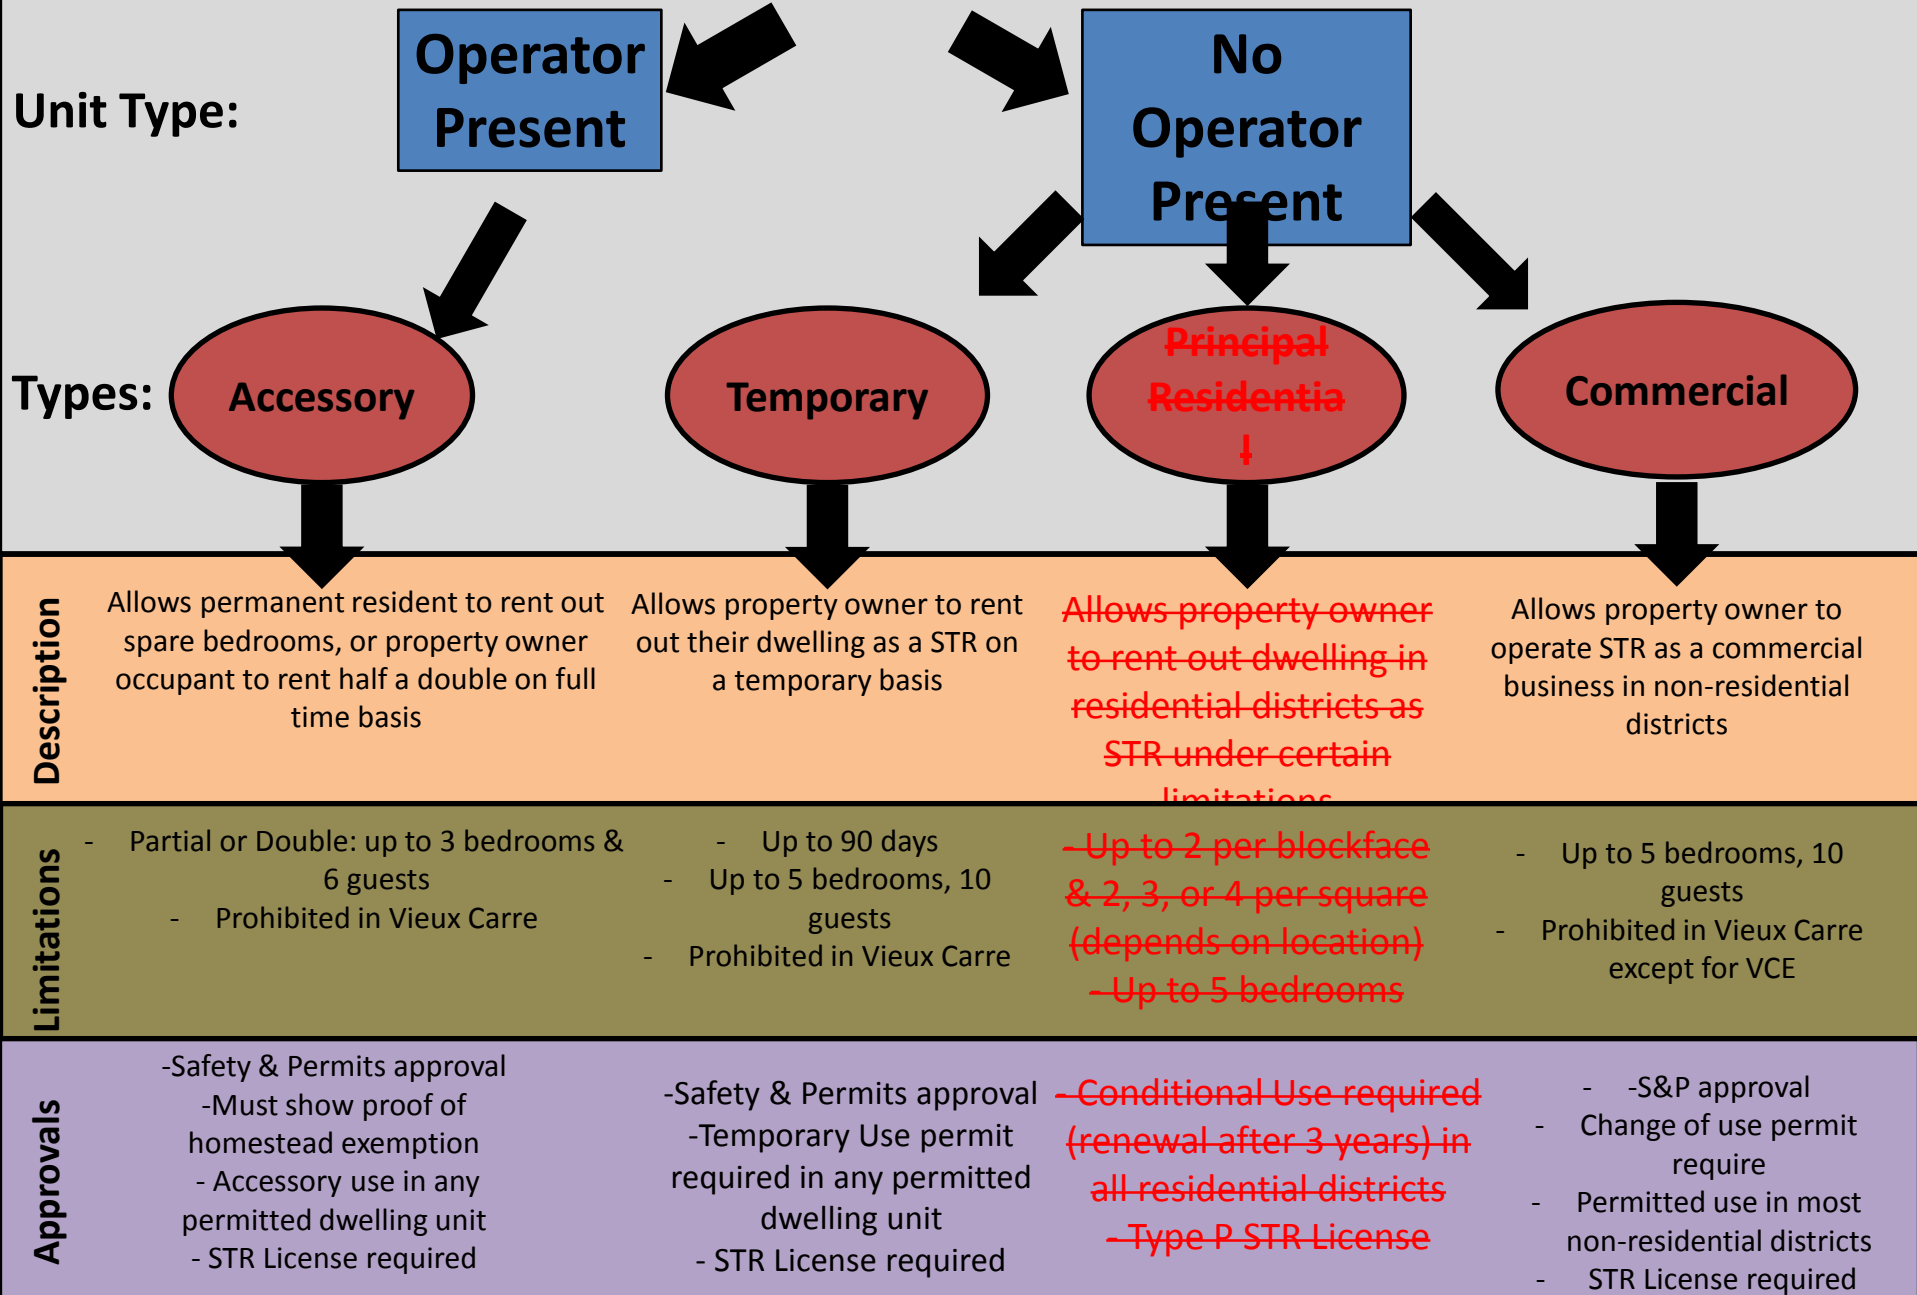 Unit Type:
Operator
Present
No
Operator
Present
Types:
Accessory
Temporary
Principal
Residentia
l
Commercial
Description
Allows permanent resident to rent out
spare bedrooms, or property owner
occupant to rent half a double on full
time basis
Allows property owner to rent
out their dwelling as a STR on
a temporary basis
Allows property owner
to rent out dwelling in
residential districts as
STR under certain
limitations
Allows property owner to
operate STR as a commercial
business in non-residential
districts
Limitations
- Partial or Double: up to 3 bedrooms &
6 guests
- Prohibited in Vieux Carre
- Up to 90 days
- Up to 5 bedrooms, 10
guests
- Prohibited in Vieux Carre
- Up to 2 per blockface
& 2, 3, or 4 per square
(depends on location)
- Up to 5 bedrooms
- Up to 5 bedrooms, 10
guests
- Prohibited in Vieux Carre
except for VCE
Approvals
-Safety & Permits approval
-Must show proof of
homestead exemption
- Accessory use in any
permitted dwelling unit
- STR License required
-Safety & Permits approval
-Temporary Use permit
required in any permitted
dwelling unit
- STR License required
- Conditional Use required
(renewal after 3 years) in
all residential districts
- Type P STR License
- -S&P approval
- Change of use permit
require
- Permitted use in most
non-residential districts
- STR License required